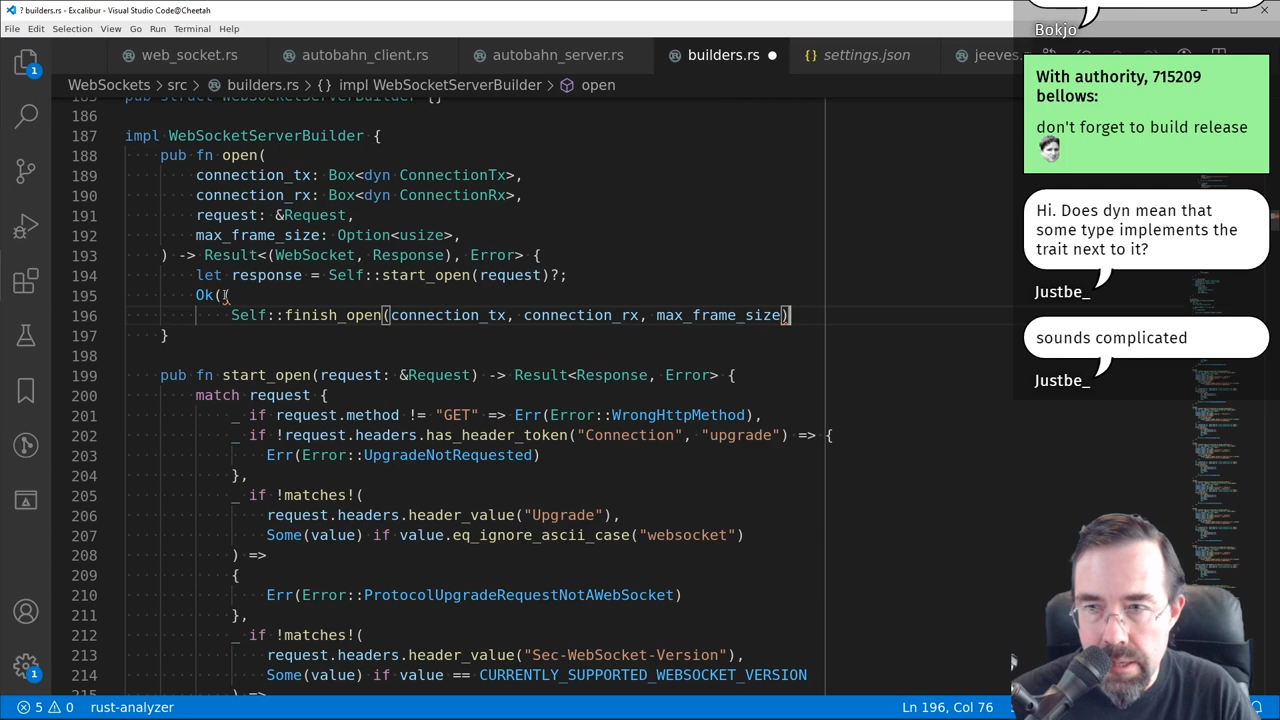 ? builders.rs - Excalibur - Visual Studio Code@Cheetah
File Edit Selection View Go Run Terminal Help
web_socket.rs autobahn_client.rs autobahn_server.rs builders.rs settings.json jeeves.
WebSockets src builders.rs {} impl WebSocketServerBuilder open
185 pub struct WebSocketServerBuilder {}
186
187 impl WebSocketServerBuilder {
188 pub fn open(
189 connection_tx: Box<dyn ConnectionTx>,
190 connection_rx: Box<dyn ConnectionRx>,
191 request: &Request,
192 max_frame_size: Option<usize>,
193 ) -> Result<(WebSocket, Response), Error> {
194 let response = Self::start_open(request)?;
195 Ok((
196 Self::finish_open(connection_tx, connection_rx, max_frame_size)
197 }
198
199 pub fn start_open(request: &Request) -> Result<Response, Error> {
200 match request {
201 _ if request.method != "GET" => Err(Error::WrongHttpMethod),
202 _ if !request.headers.has_header_token("Connection", "upgrade") => {
203 Err(Error::UpgradeNotRequested)
204 },
205 _ if !matches!(
206 request.headers.header_value("Upgrade"),
207 Some(value) if value.eq_ignore_ascii_case("websocket")
208 ) =>
209 {
210 Err(Error::ProtocolUpgradeRequestNotAWebSocket)
211 },
212 _ if !matches!(
213 request.headers.header_value("Sec-WebSocket-Version"),
214 Some(value) if value == CURRENTLY_SUPPORTED_WEBSOCKET_VERSION
215 ) =>
Bokjo
With authority, 715209
bellows:
don't forget to build release
Hi. Does dyn mean that
some type implements the
trait next to it?
Justbe_
sounds complicated
Justbe_
1
1
5 0 rust-analyzer Ln 196, Col 76